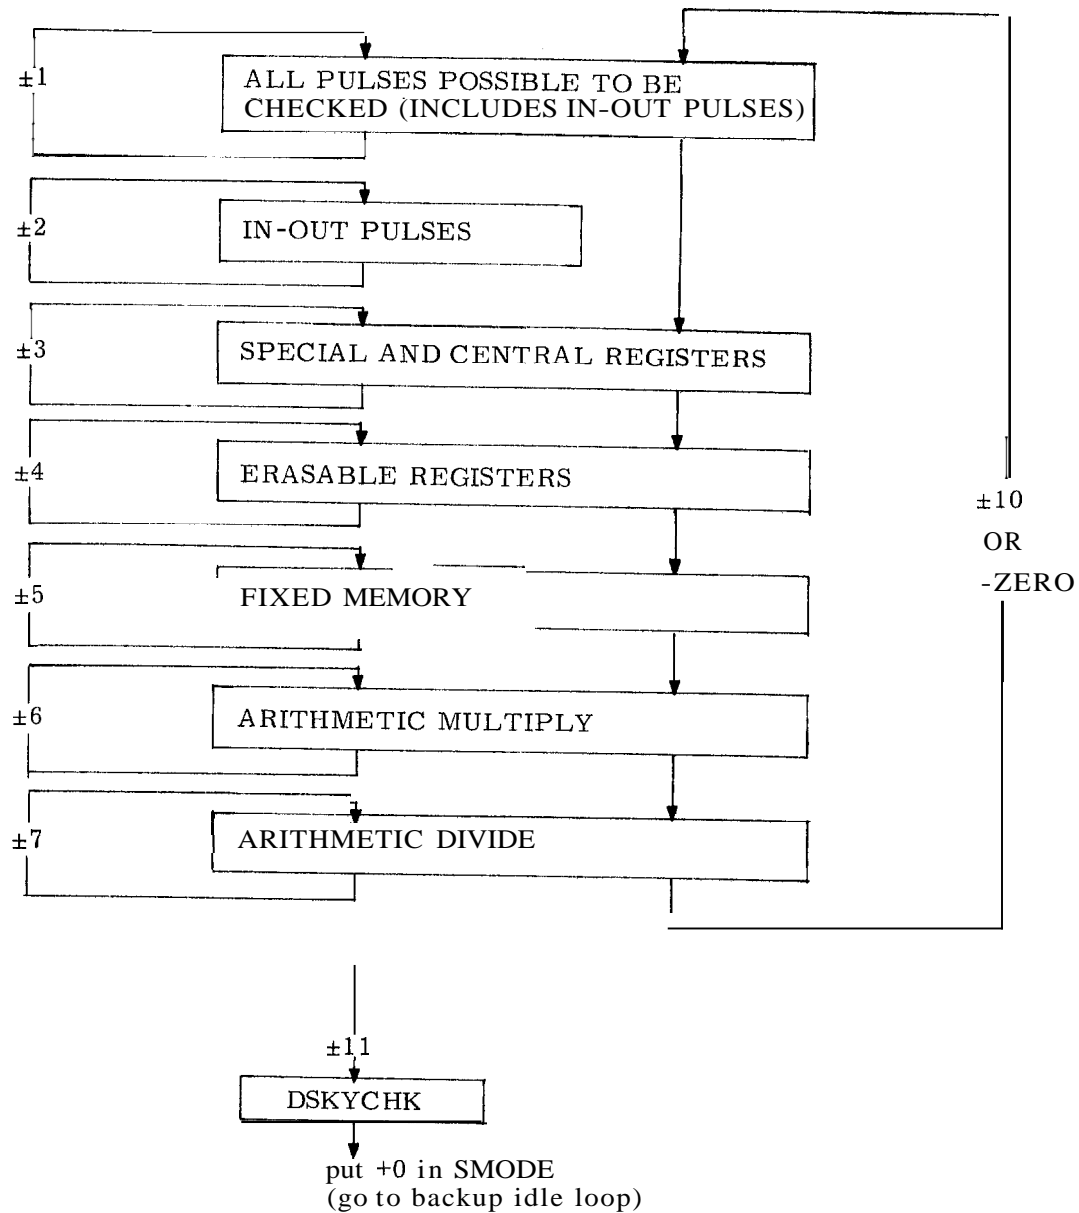 ±1
ALL PULSES POSSIBLE TO BE
CHECKED (INCLUDES IN-OUT PULSES)
±2
IN-OUT PULSES
±3
SPECIAL AND CENTRAL REGISTERS
±4
ERASABLE REGISTERS
±10
OR
-ZERO
±5
FIXED MEMORY
±6
ARITHMETIC MULTIPLY
±7
ARITHMETIC DIVIDE
±11
DSKYCHK
put +0 in SMODE
(go to backup idle loop)